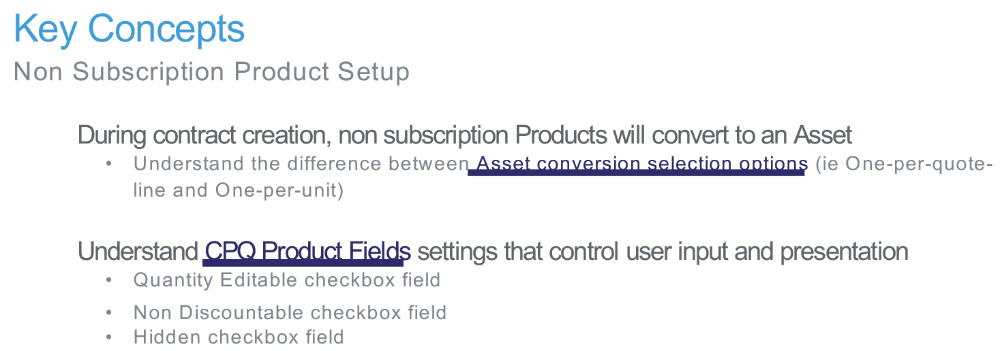 Key Concepts
Non Subscription Product Setup
During contract creation, non subscription Products will convert to an Asset
• Understand the difference between Asset conversion selection options (ie One-per-quote-
line and One-per-unit)
Understand CPQ Product Fields settings that control user input and presentation
• Quantity Editable checkbox field
• Non Discountable checkbox field
• Hidden checkbox field